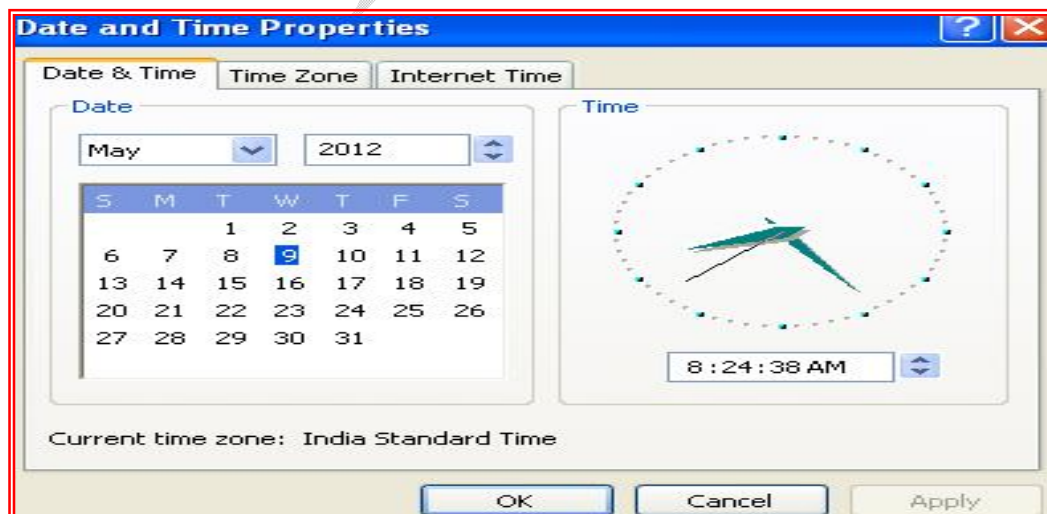 Date and Time Properties
Date & Time Time Zone Internet Time
Date
May 2012
S M T W T F S
1 2 3 4 5
6 7 8 9 10 11 12
13 14 15 16 17 18 19
20 21 22 23 24 25 26
27 28 29 30 31
Time
8:24:38 AM
Current time zone: India Standard Time
OK Cancel Apply